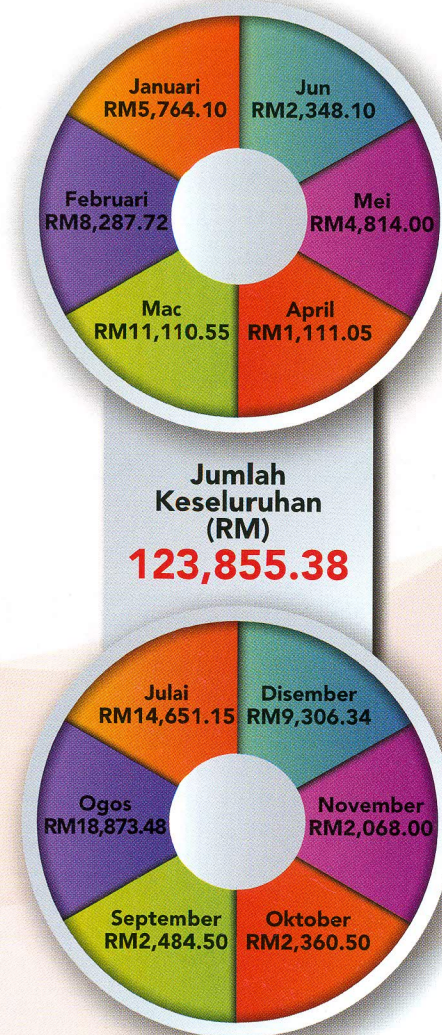 Januari
RM5,764.10
Jun
RM2,348.10
Februari
RM8,287.72
Mei
RM4,814.00
Mac
RM11,110.55
April
RM1,111.05
Jumlah
Keseluruhan
(RM)
123,855.38
Julai
RM14,651.15
Disember
RM9,306.34
Ogos
RM18,873.48
November
RM2,068.00
September
RM2,484.50
Oktober
RM2,360.50